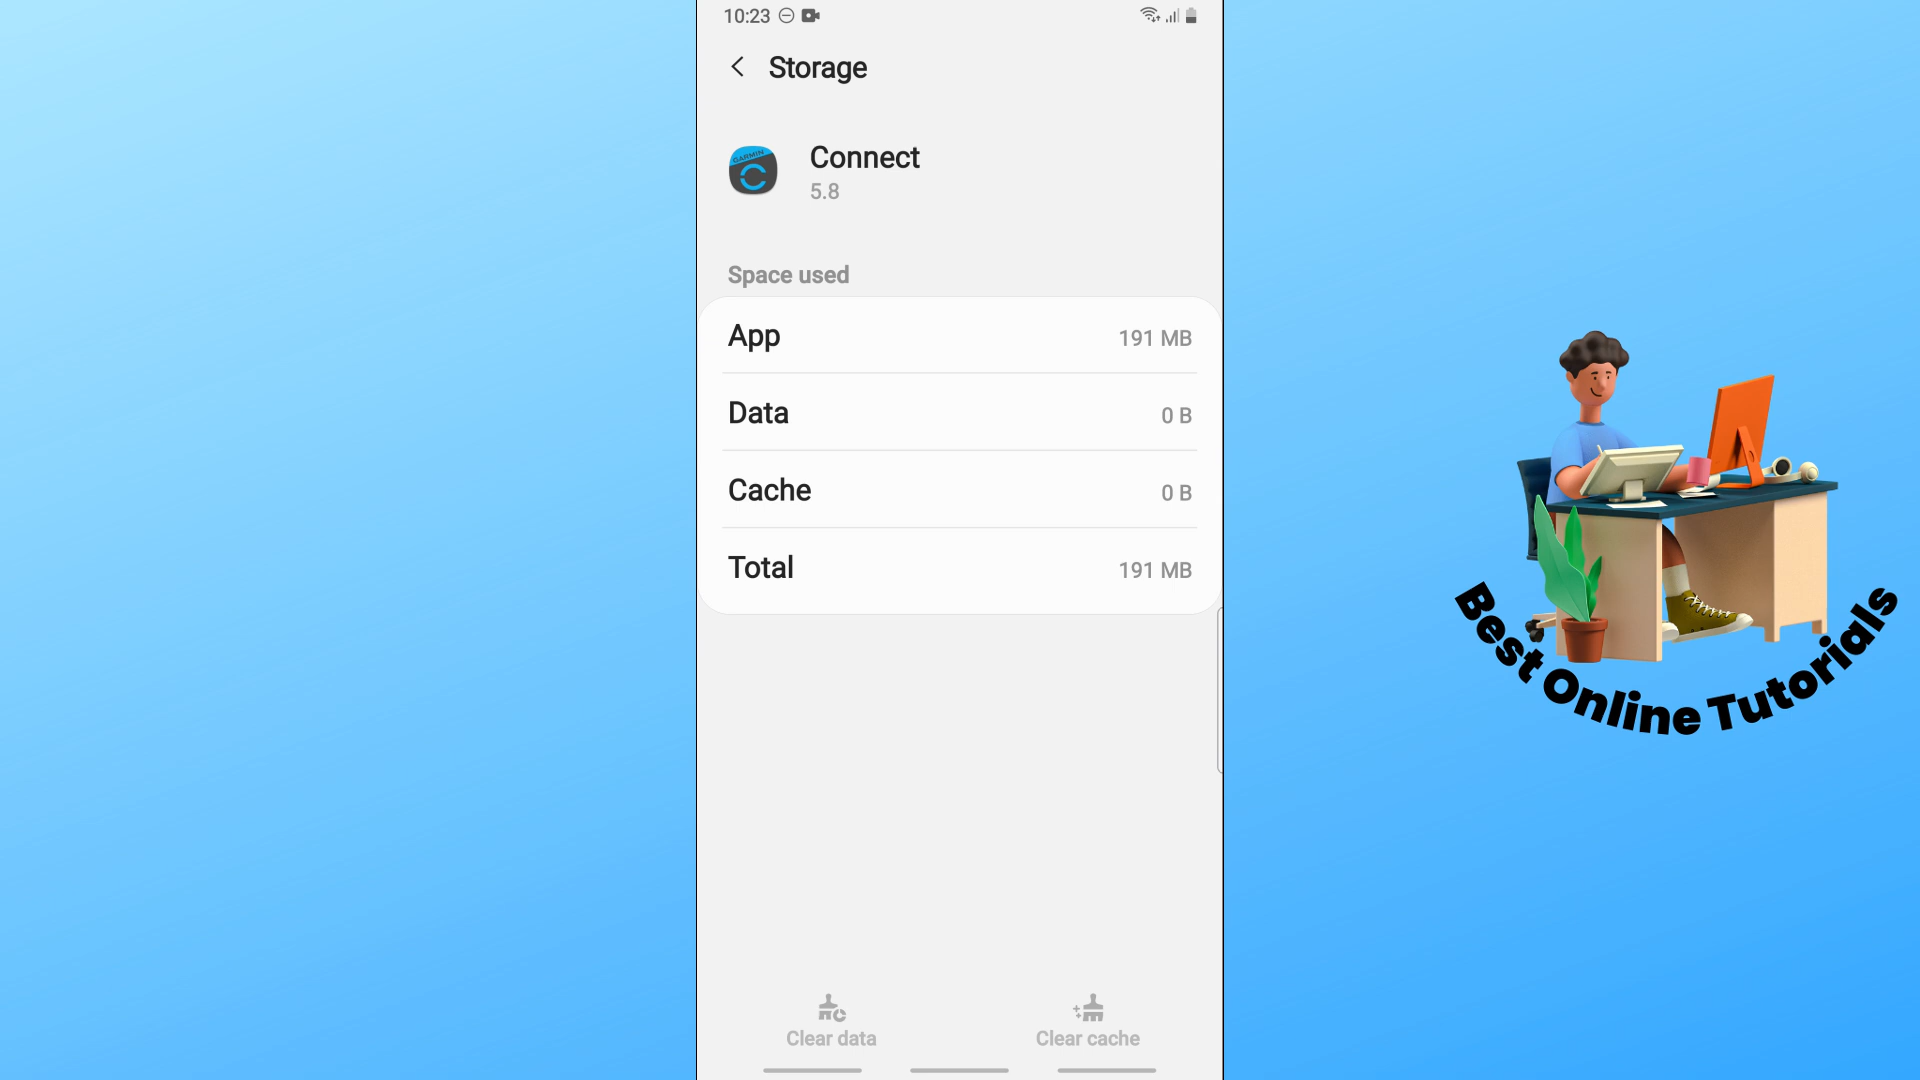 10:23
Storage
GARMIN
Connect
5.8
Space used
App 191 MB
Data 0 B
Cache 0 B
Total 191 MB
Clear data
Clear cache
Best Online Tutorials